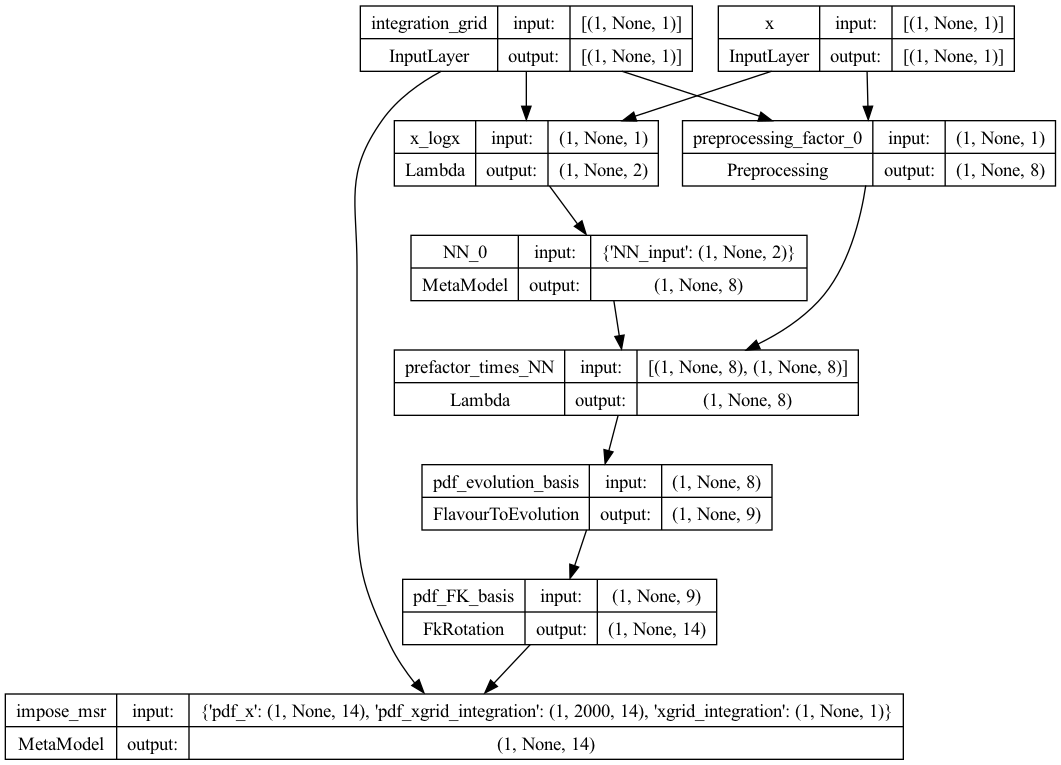 integration_grid input: [(1, None, 1)]
InputLayer output: [(1, None, 1)]
x input: [(1, None, 1)]
InputLayer output: [(1, None, 1)]
x_logx input: (1, None, 1)
Lambda output: (1, None, 2)
preprocessing_factor_0 input: (1, None, 1)
Preprocessing output: (1, None, 8)
NN_0 input: {'NN_input': (1, None, 2)}
MetaModel output: (1, None, 8)
prefactor_times_NN input: [(1, None, 8), (1, None, 8)]
Lambda output: (1, None, 8)
pdf_evolution_basis input: (1, None, 8)
FlavourToEvolution output: (1, None, 9)
pdf_FK_basis input: (1, None, 9)
FkRotation output: (1, None, 14)
impose_msr input: {'pdf_x': (1, None, 14), 'pdf_xgrid_integration': (1, 2000, 14), 'xgrid_integration': (1, None, 1)}
MetaModel output: (1, None, 14)